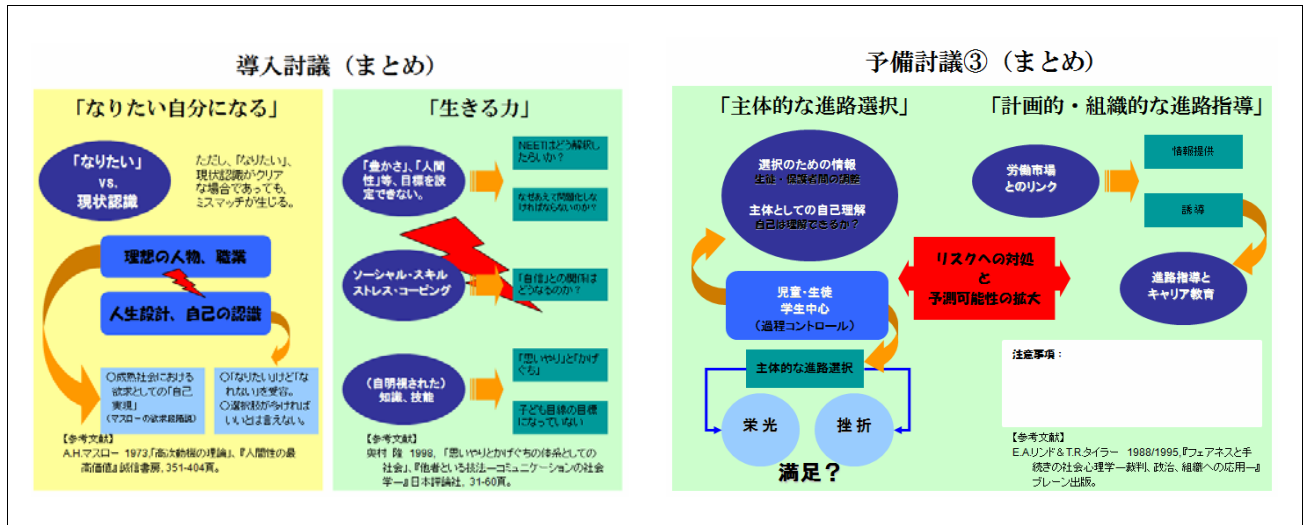 導入討議（まとめ）
「なりたい自分になる」
「なりたい」
vs.
現状認識
ただし、「なりたい」、
現状認識がクリア
な場合であっても、
ミスマッチが生じる。
理想の人物、職業
人生設計、自己の認識
○成熟社会における
欲求としての「自己
実現」
（マズローの欲求段階説）
○「なりたい」けど「な
れない」を受容。
○選択肢が多ければ
いいとは言えない。
【参考文献】
A.H.マスロー 1973,「高次動機の理論」、『人間性の最
高価値』誠信書房, 351-404頁。
「生きる力」
「豊かさ」、「人間
性」等、目標を設
定できない。
NEETはどう解釈し
たらいいか？
なぜあえて問題化しな
ければならないのか？
ソーシャル・スキル
ストレス・コーピング
「自信」との関係は
どうなるのか？
（自明視された）
知識、技能
「思いやり」と「かげ
ぐち」
子ども目線の目標
になっていない
【参考文献】
奥村 隆 1998, 「思いやりとかげぐちの体系としての
社会」、『他者といる技法―コミュニケーションの社会
学―』日本評論社, 31-60頁。
予備討議③（まとめ）
「主体的な進路選択」
選択のための情報
生徒・保護者間の調整
主体としての自己理解
自己は理解できるか？
児童・生徒
学生中心
（過程コントロール）
主体的な進路選択
栄光
挫折
満足？
リスクへの対処
と
予測可能性の拡大
「計画的・組織的な進路指導」
労働市場
とのリンク
情報提供
誘導
進路指導と
キャリア教育
注意事項：
【参考文献】
E.A.リンド＆T.R.タイラー 1988/1995,『フェアネスと手
続きの社会心理学―裁判、政治、組織への応用―』
ブレーン出版。